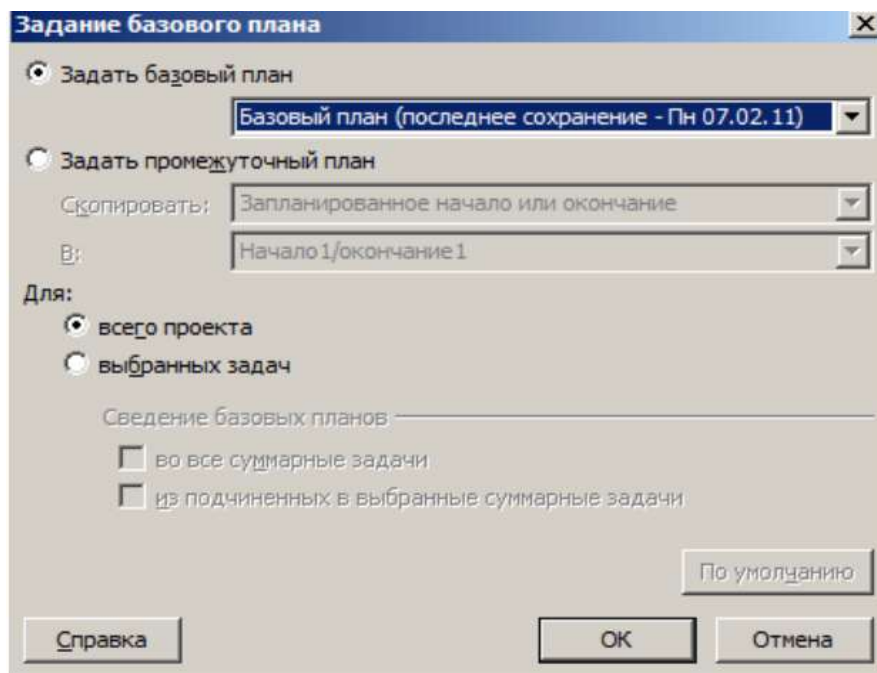 Задание базового плана
Задать базовый план
Базовый план (последнее сохранение - Пн 07.02.11)
Задать промежуточный план
Скопировать: Запланированное начало или окончание
В: Начало1/окончание1
Для:
всего проекта
выбранных задач
Сведение базовых планов
во все суммарные задачи
из подчиненных в выбранные суммарные задачи
По умолчанию
Справка ОК Отмена